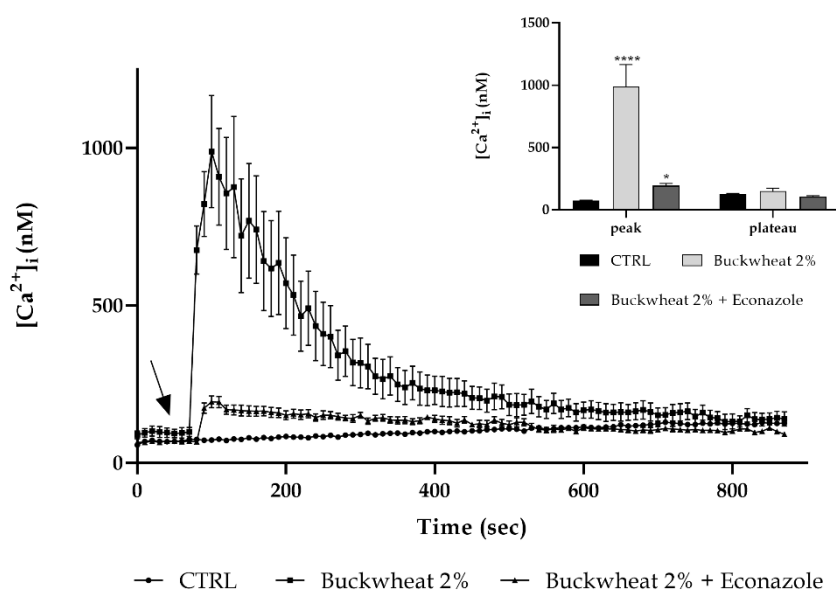 1500
1000
500
0
[Ca²⁺]ᵢ (nM)
****
*
peak
plateau
CTRL Buckwheat 2%
Buckwheat 2% + Econazole
[Ca²⁺]ᵢ (nM)
1000
500
0
0 200 400 600 800
Time (sec)
CTRL Buckwheat 2% Buckwheat 2% + Econazole